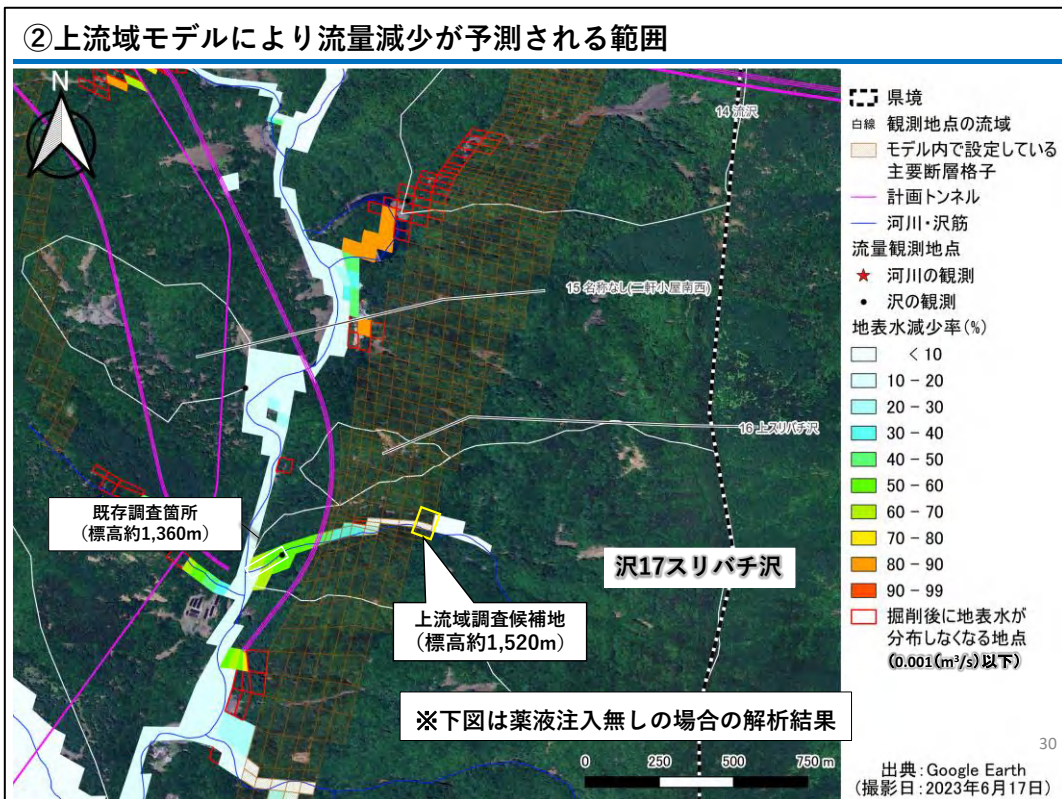 ②上流域モデルにより流量減少が予測される範囲
N
14 流沢
15 名称なし(二軒小屋南西)
16 上スリバチ沢
既存調査箇所
(標高約1,360m)
沢17スリバチ沢
上流域調査候補地
(標高約1,520m)
※下図は薬液注入無しの場合の解析結果
0 250 500 750 m
県境
白線 観測地点の流域
モデル内で設定している
主要断層格子
計画トンネル
河川・沢筋
流量観測地点
河川の観測
沢の観測
地表水減少率(%)
< 10
10 − 20
20 − 30
30 − 40
40 − 50
50 − 60
60 − 70
70 − 80
80 − 90
90 − 99
掘削後に地表水が
分布しなくなる地点
(0.001(m³/s)以下)
30
出典:Google Earth
(撮影日:2023年6月17日)